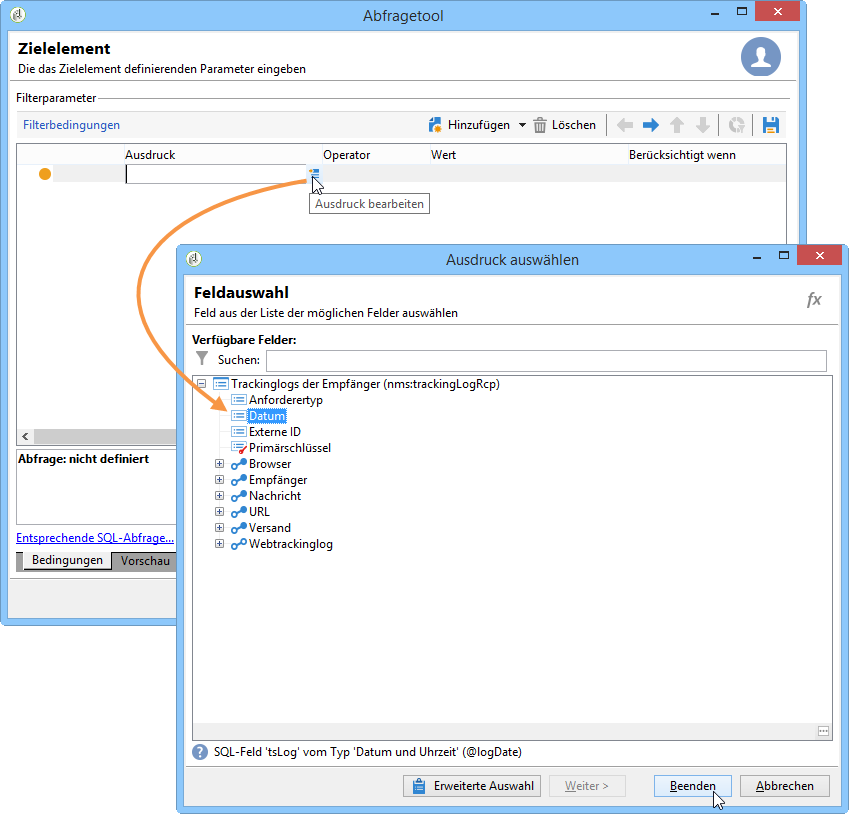 Abfragetool
Zielelement
Die das Zielelement definierenden Parameter eingeben
Filterparameter
Filterbedingungen
Hinzufügen
Löschen
Ausdruck Operator Wert Berücksichtigt wenn
Ausdruck bearbeiten
Abfrage: nicht definiert
Entsprechende SQL-Abfrage...
Bedingungen Vorschau
Ausdruck auswählen
Feldauswahl
Feld aus der Liste der möglichen Felder auswählen
fx
Verfügbare Felder:
Suchen:
Trackinglogs der Empfänger (nms:trackingLogRcp)
Anforderertyp
Datum
Externe ID
Primärschlüssel
Browser
Empfänger
Nachricht
URL
Versand
Webtrackinglog
SQL-Feld 'tsLog' vom Typ 'Datum und Uhrzeit' (@logDate)
Erweiterte Auswahl Weiter > Beenden Abbrechen